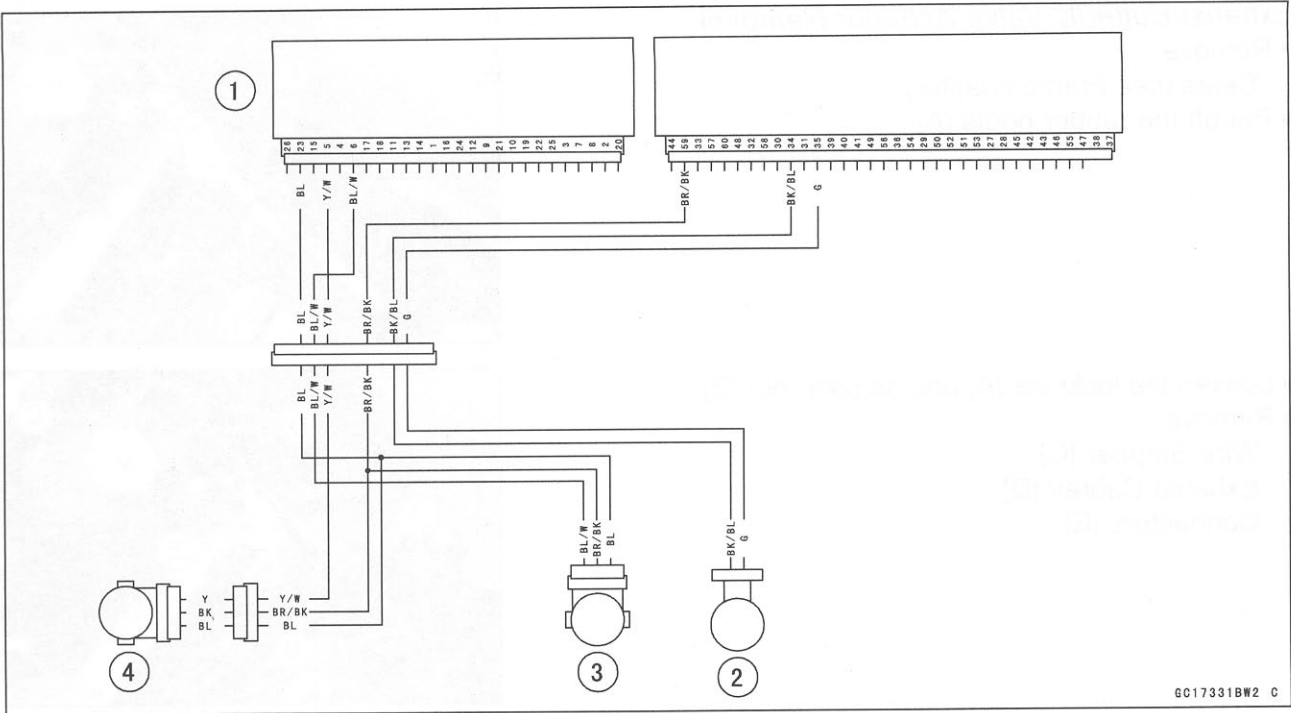 1
26 23 15 5 4 6 17 18 11 13 14 1 16 24 12 9 21 10 19 22 25 3 7 8 2 20
44 59 33 57 60 48 32 58 30 34 31 35 40 41 49 56 36 54 29 50 52 51 53 27 28 45 55 46 47 38 37
BL Y/W BL/W BR/BK BK/BL G
BL BL/W Y/W BR/BK BK/BL G
BL BL/W Y/W BR/BK
BL/W BR/BK BL BK/BL G
Y Y/W
BK BR/BK
BL BL
4 3 2
GC17331BW2 C